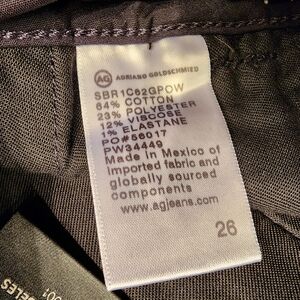 AG ADRIANO GOLDSCHMIED
SBR1C62GPOW
64% COTTON
23% POLYESTER
12% VISCOSE
1% ELASTANE
PO#56017
PW34449
Made in Mexico of
imported fabric and
globally sourced
components
www.agjeans.com
26